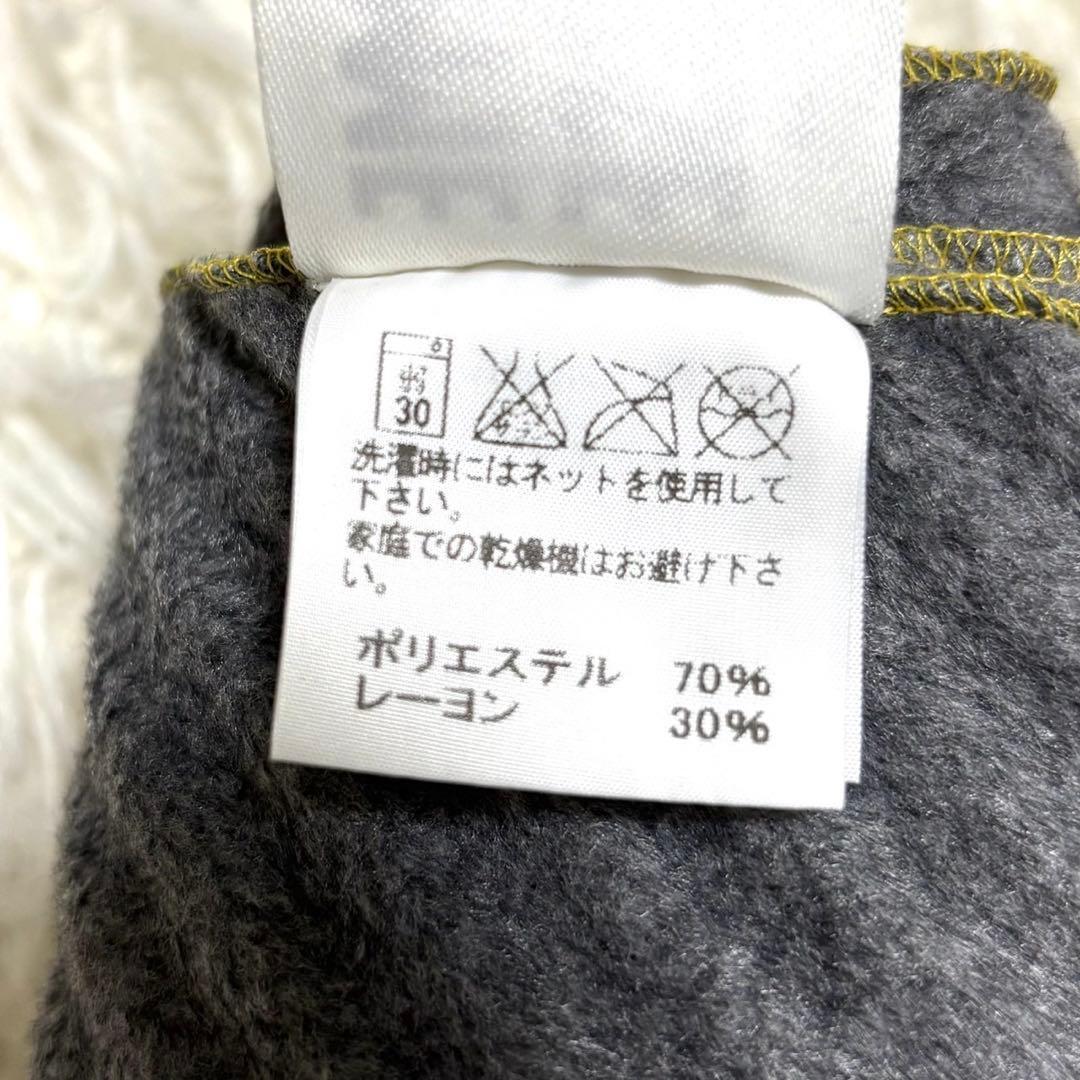 弱
30
洗濯時にはネットを使用して
下さい。
家庭での乾燥機はお避け下さ
い。
ポリエステル 70%
レーヨン 30%